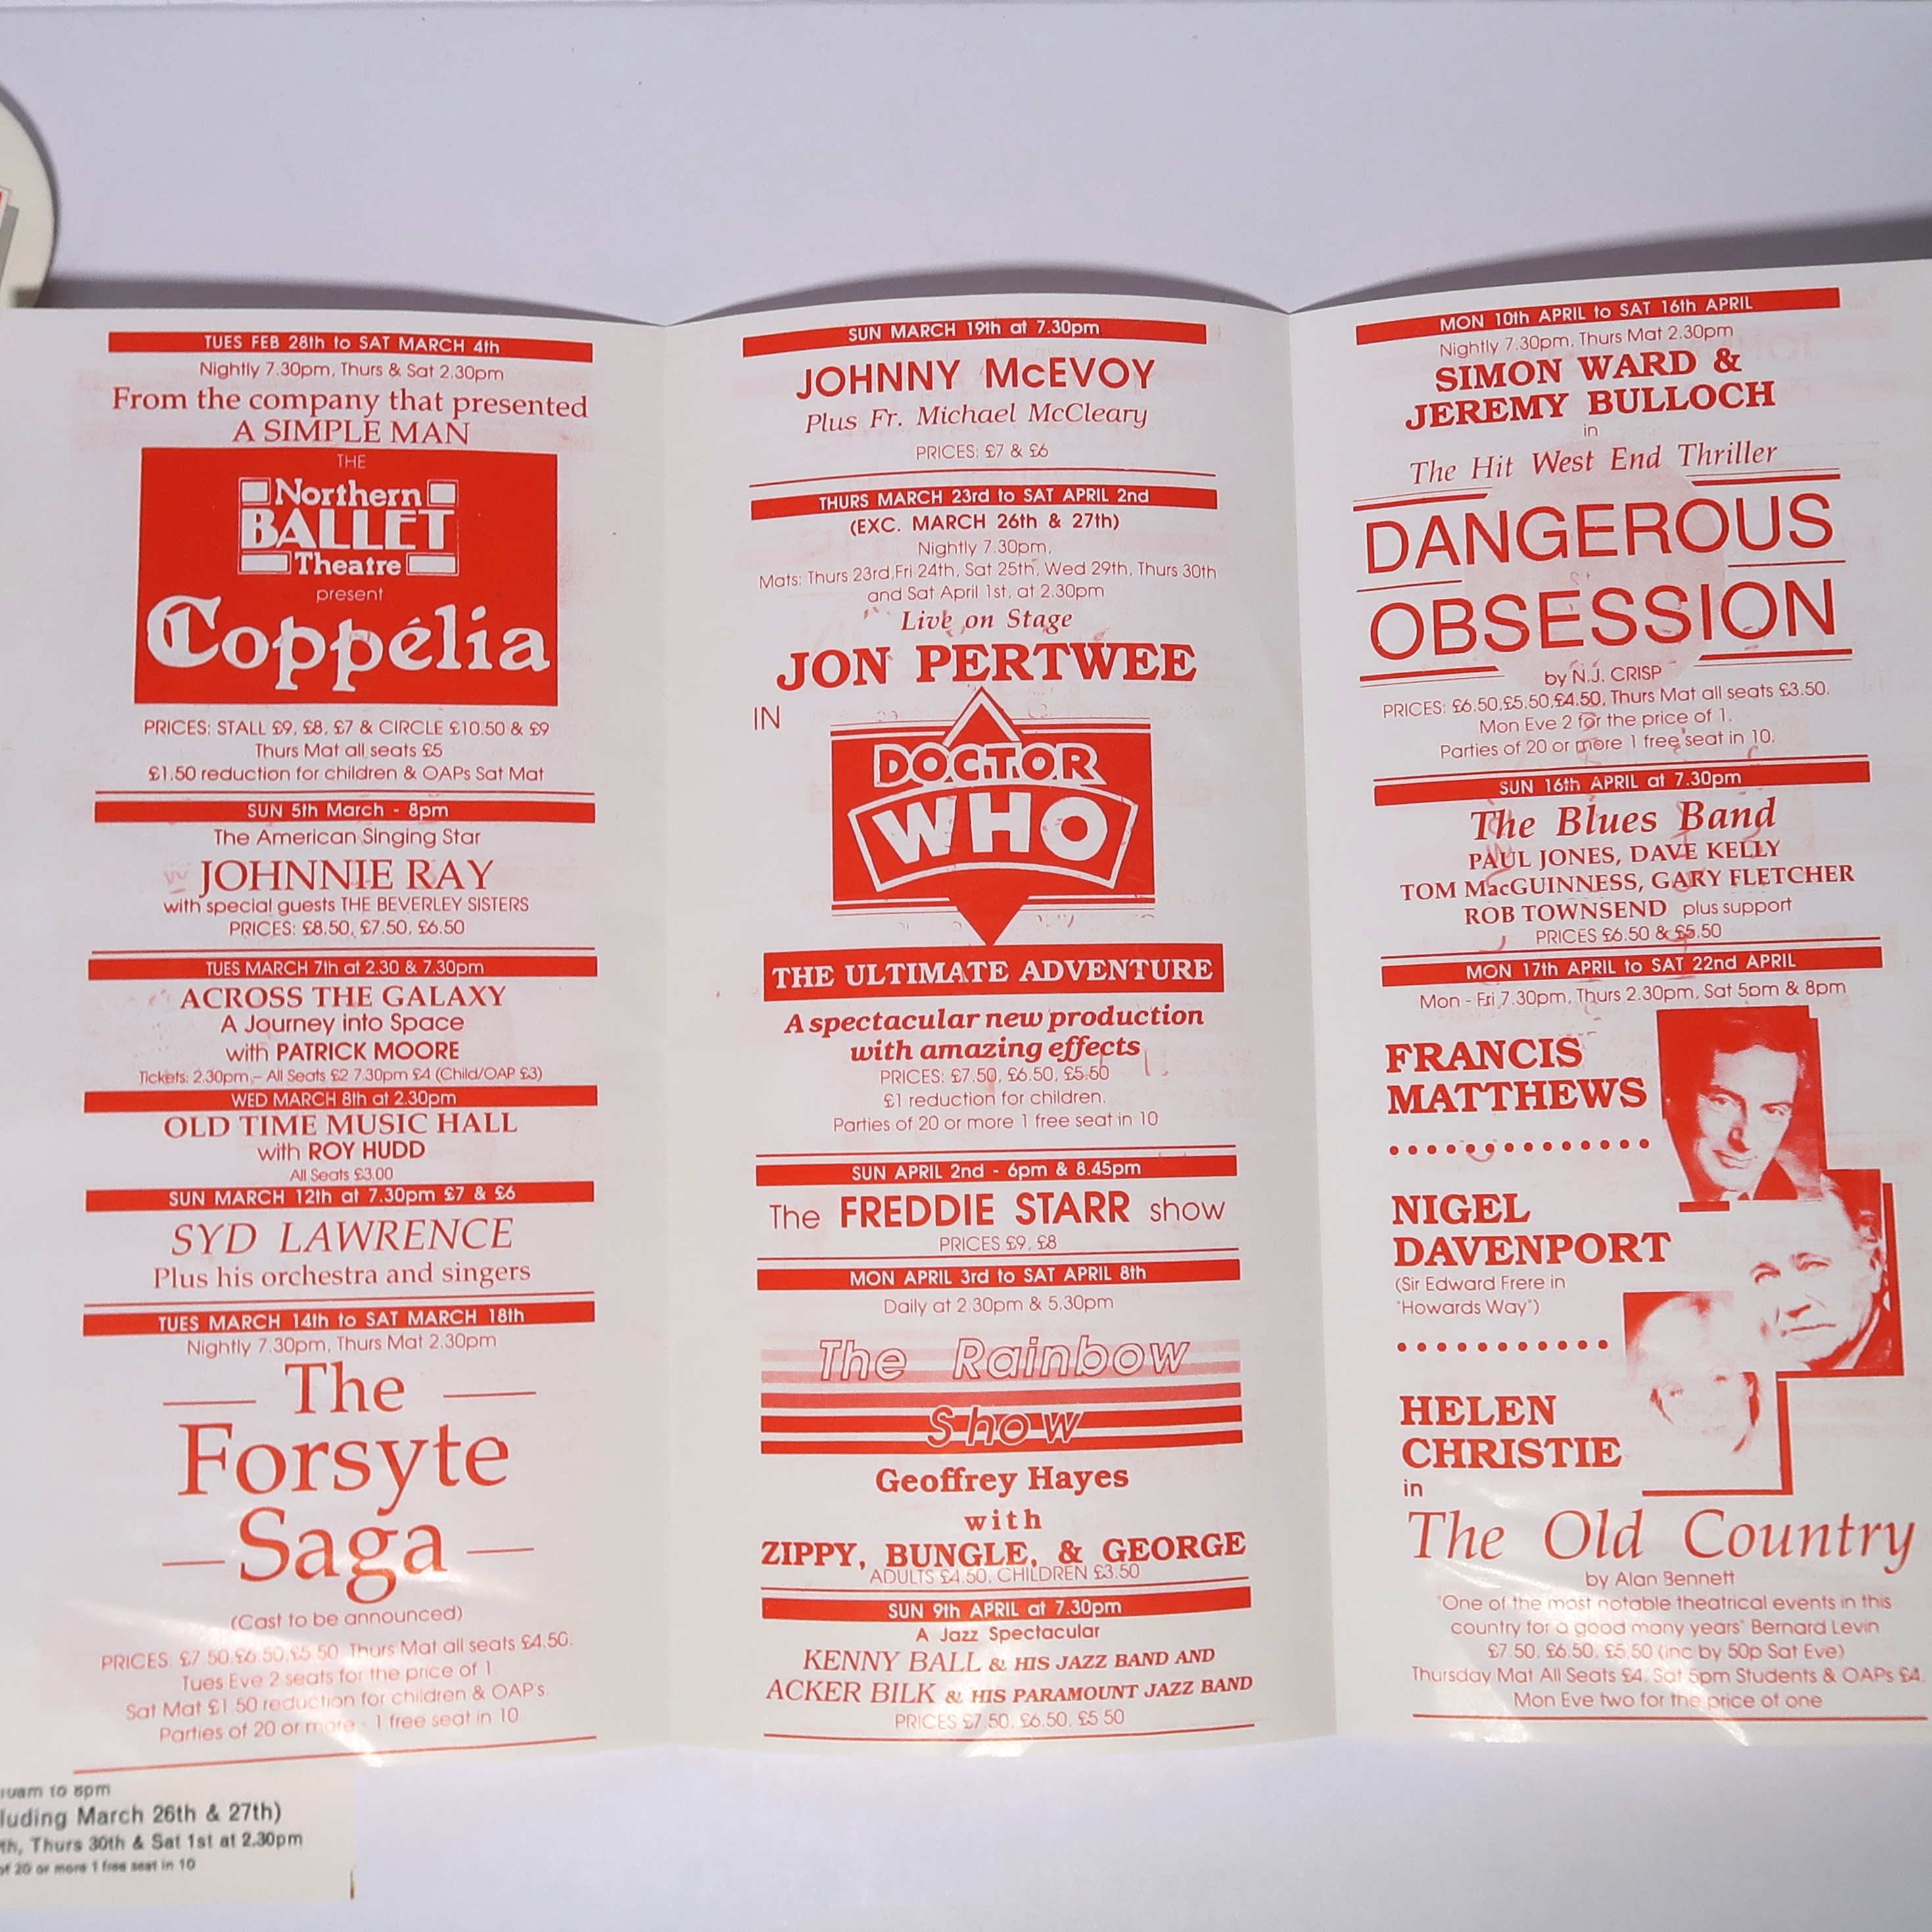 TUES FEB 28th to SAT MARCH 4th
Nightly 7.30pm, Thurs & Sat 2.30pm
From the company that presented
A SIMPLE MAN
THE
Northern
BALLET
Theatre
present
Coppélia
PRICES: STALL £9, £8, £7 & CIRCLE £10.50 & £9
Thurs Mat all seats £5
£1.50 reduction for children & OAPs Sat Mat
SUN 5th March - 8pm
The American Singing Star
JOHNNIE RAY
with special guests THE BEVERLEY SISTERS
PRICES: £8.50, £7.50, £6.50
TUES MARCH 7th at 2.30 & 7.30pm
ACROSS THE GALAXY
A Journey into Space
with PATRICK MOORE
Tickets: 2.30pm - All Seats £2 7.30pm £4 (Child/OAP £3)
WED MARCH 8th at 2.30pm
OLD TIME MUSIC HALL
with ROY HUDD
All Seats £3.00
SUN MARCH 12th at 7.30pm £7 & £6
SYD LAWRENCE
Plus his orchestra and singers
TUES MARCH 14th to SAT MARCH 18th
Nightly 7.30pm, Thurs Mat 2.30pm
The
Forsyte
Saga
(Cast to be announced)
PRICES: £7.50,£6.50,£5.50, Thurs Mat all seats £4.50.
Tues Eve 2 seats for the price of 1
Sat Mat £1.50 reduction for children & OAP's
Parties of 20 or more - 1 free seat in 10
SUN MARCH 19th at 7.30pm
JOHNNY McEVOY
Plus Fr. Michael McCleary
PRICES: £7 & £6
THURS MARCH 23rd to SAT APRIL 2nd
(EXC. MARCH 26th & 27th)
Nightly 7.30pm,
Mats: Thurs 23rd,Fri 24th, Sat 25th, Wed 29th, Thurs 30th
and Sat April 1st, at 2.30pm
Live on Stage
JON PERTWEE
IN
DOCTOR
WHO
THE ULTIMATE ADVENTURE
A spectacular new production
with amazing effects
PRICES: £7.50, £6.50, £5.50
£1 reduction for children.
Parties of 20 or more 1 free seat in 10
SUN APRIL 2nd - 6pm & 8.45pm
The FREDDIE STARR show
PRICES £9, £8
MON APRIL 3rd to SAT APRIL 8th
Daily at 2.30pm & 5.30pm
The Rainbow
Show
Geoffrey Hayes
with
ZIPPY, BUNGLE, & GEORGE
ADULTS £4.50, CHILDREN £3.50
SUN 9th APRIL at 7.30pm
A Jazz Spectacular
KENNY BALL & HIS JAZZ BAND AND
ACKER BILK & HIS PARAMOUNT JAZZ BAND
PRICES £7.50, £6.50, £5.50
MON 10th APRIL to SAT 16th APRIL
Nightly 7.30pm, Thurs Mat 2.30pm
SIMON WARD &
JEREMY BULLOCH
in
The Hit West End Thriller
DANGEROUS
OBSESSION
by N.J. CRISP
PRICES: £6.50,£5.50,£4.50, Thurs Mat all seats £3.50.
Mon Eve 2 for the price of 1.
Parties of 20 or more 1 free seat in 10.
SUN 16th APRIL at 7.30pm
The Blues Band
PAUL JONES, DAVE KELLY
TOM MacGUINNESS, GARY FLETCHER
ROB TOWNSEND plus support
PRICES £6.50 & £5.50
MON 17th APRIL to SAT 22nd APRIL
Mon - Fri 7.30pm, Thurs 2.30pm, Sat 5pm & 8pm
FRANCIS
MATTHEWS
NIGEL
DAVENPORT
(Sir Edward Frere in
'Howards Way')
HELEN
CHRISTIE
in
The Old Country
by Alan Bennett
'One of the most notable theatrical events in this
country for a good many years" Bernard Levin
£7.50, £6.50, £5.50 (inc by 50p Sat Eve)
Thursday Mat All Seats £4, Sat 5pm Students & OAPs £4.
Mon Eve two for the price of one
to 8pm
luding March 26th & 27th)
th, Thurs 30th & Sat 1st at 2.30pm
of 20 or more 1 free seat in 10